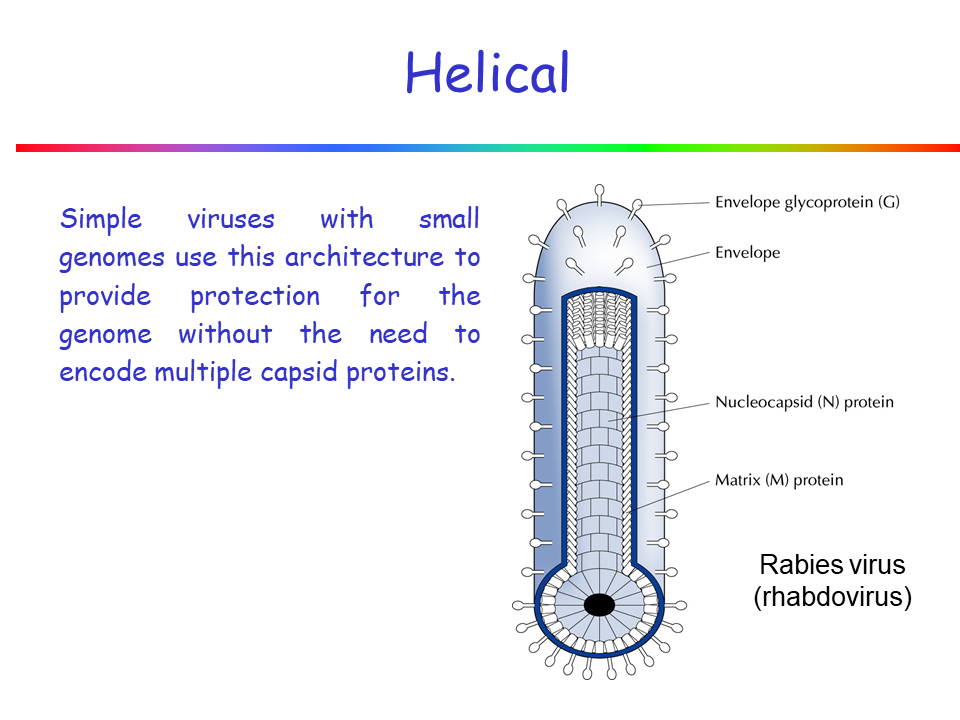 Helical
Simple viruses with small
genomes use this architecture to
provide protection for the
genome without the need to
encode multiple capsid proteins.
Envelope glycoprotein (G)
Envelope
Nucleocapsid (N) protein
Matrix (M) protein
Rabies virus
(rhabdovirus)